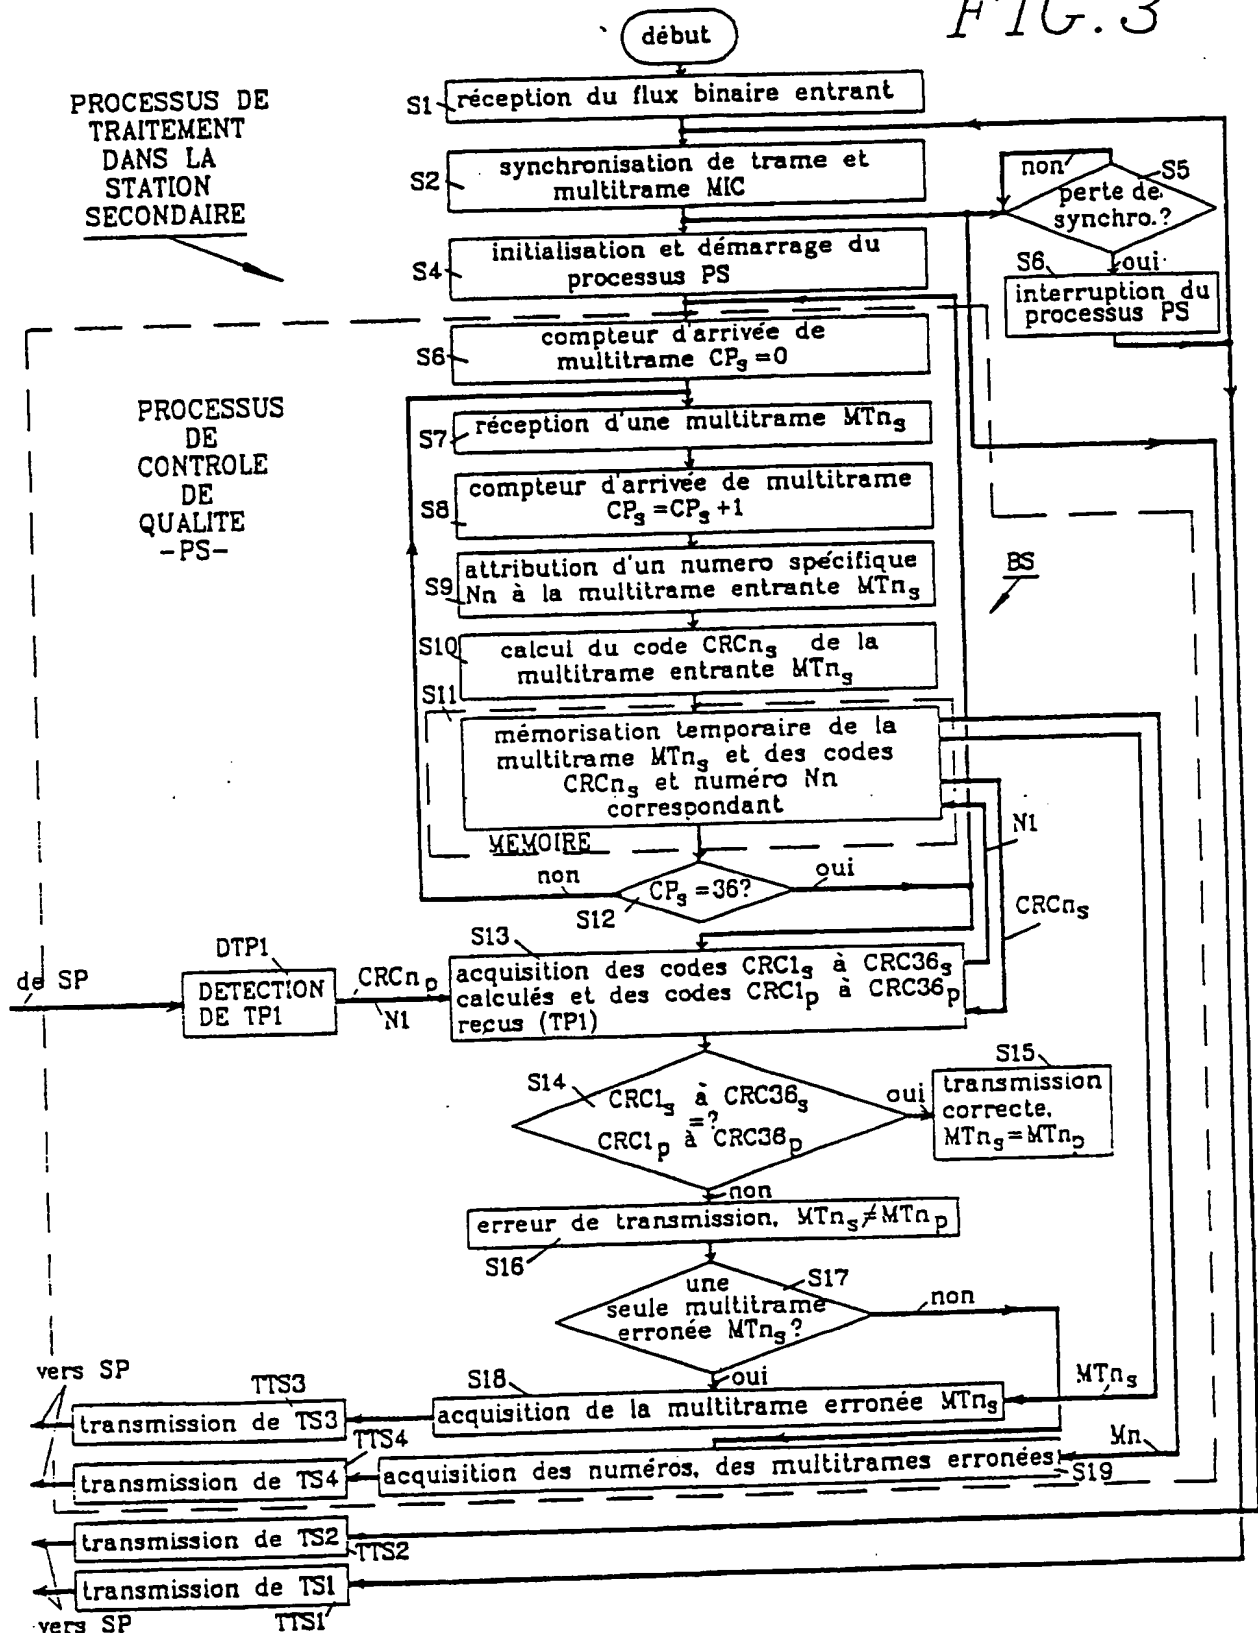 FIG. 3
début
PROCESSUS DE
TRAITEMENT
DANS LA
STATION
SECONDAIRE
S1
réception du flux binaire entrant
S2
synchronisation de trame et
multitrame MIC
non
S5
perte de
synchro.?
S4
initialisation et démarrage du
processus PS
S6
oui
interruption du
processus PS
S6
compteur d'arrivée de
multitrame CPs =0
PROCESSUS
DE
CONTROLE
DE
QUALITE
-PS-
S7
réception d'une multitrame MTns
S8
compteur d'arrivée de multitrame
CPs =CPs +1
BS
S9
attribution d'un numero spécifique
Nn à la multitrame entrante MTns
S10
calcul du code CRCns de la
multitrame entrante MTns
S11
mémorisation temporaire de la
multitrame MTns et des codes
CRCns et numéro Nn
correspondant
MEMOIRE
N1
non
CPs =36?
oui
S12
CRCns
S13
DTP1
de SP
DETECTION
DE TP1
CRCnp
N1
acquisition des codes CRC1s à CRC36s
calculés et des codes CRC1p à CRC36p
reçus (TP1)
S14
CRC1s à CRC36s
=?
CRC1p à CRC36p
oui
S15
transmission
correcte,
MTns=MTnp
non
erreur de transmission, MTns≠MTnp
S16
S17
une
seule multitrame
erronée MTns?
non
oui
vers SP
TTS3
transmission de TS3
S18
acquisition de la multitrame erronée MTns
MTns
TTS4
transmission de TS4
acquisition des numéros, des multitrames erronées
Mn
S19
transmission de TS2
TTS2
transmission de TS1
TTS1
vers SP